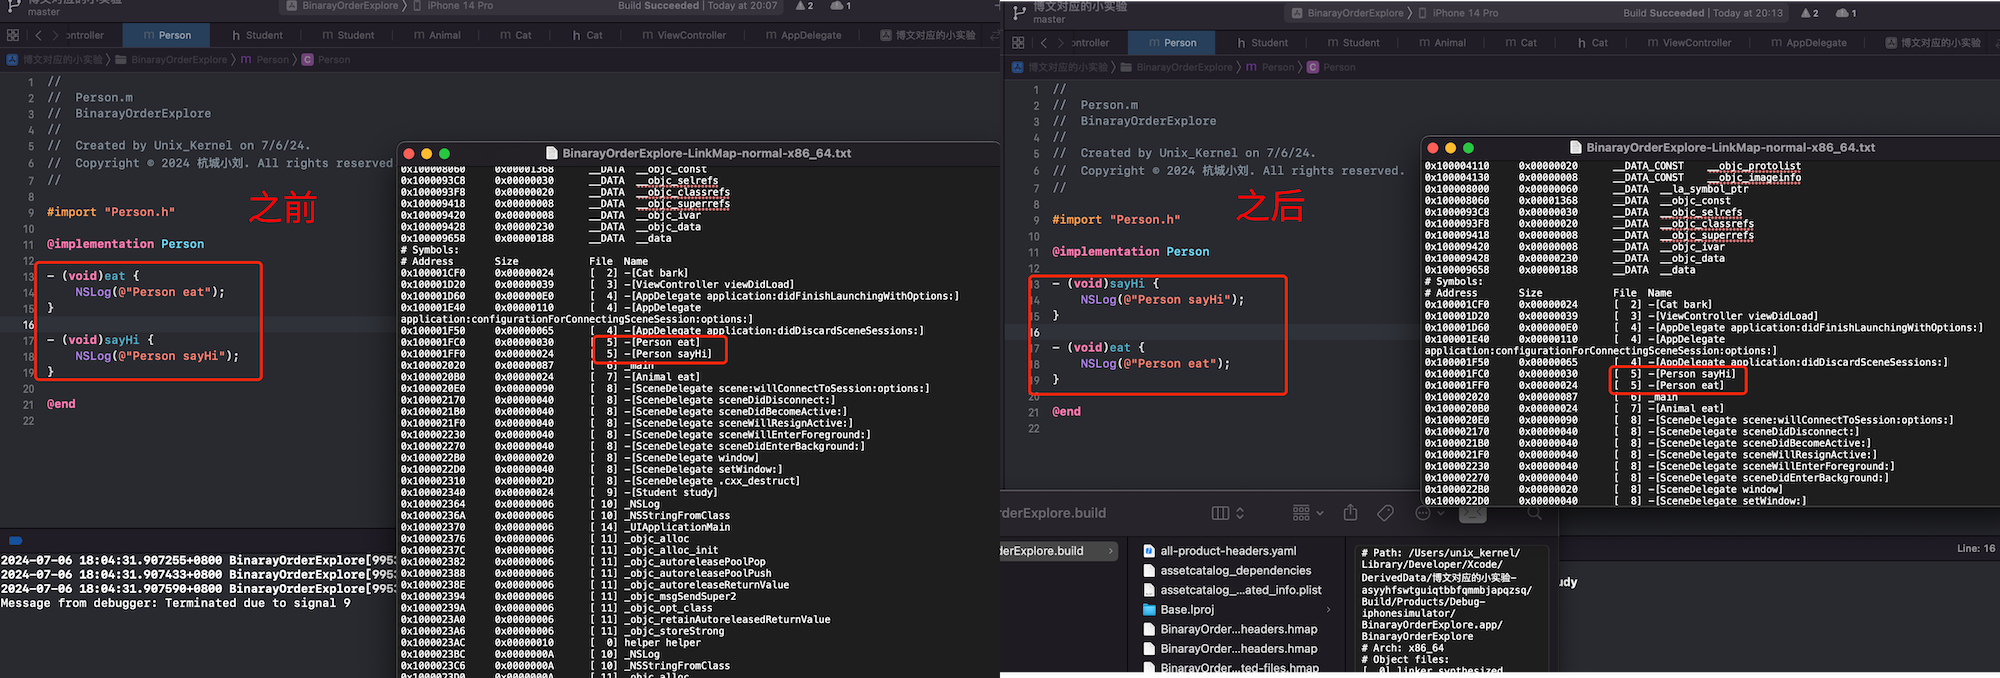 博文对应的小实验
master
BinarayOrderExplore 〉 iPhone 14 Pro
Build Succeeded | Today at 20:07
2
1
ontroller
m Person
h Student
m Student
m Animal
m Cat
h Cat
m ViewController
m AppDelegate
博文对应的小实验
博文对应的小实验 〉 BinarayOrderExplore 〉 m Person 〉 C Person
1 //
2 // Person.m
3 // BinarayOrderExplore
4 //
5 // Created by Unix_Kernel on 7/6/24.
6 // Copyright © 2024 杭城小刘. All rights reserved
7 //
8
9 #import "Person.h"
10
11 @implementation Person
12
13 - (void)eat {
14 NSLog(@"Person eat");
15 }
16
17 - (void)sayHi {
18 NSLog(@"Person sayHi");
19 }
20
21 @end
22
之前
2024-07-06 18:04:31.907255+0800 BinarayOrderExplore[995
2024-07-06 18:04:31.907433+0800 BinarayOrderExplore[995
2024-07-06 18:04:31.907590+0800 BinarayOrderExplore[995
Message from debugger: Terminated due to signal 9
BinarayOrderExplore-LinkMap-normal-x86_64.txt
0x100008060 0x00001368 __DATA __objc_const
0x1000093C8 0x00000030 __DATA __objc_selrefs
0x1000093F8 0x00000020 __DATA __objc_classrefs
0x100009418 0x00000008 __DATA __objc_superrefs
0x100009420 0x00000008 __DATA __objc_ivar
0x100009428 0x00000230 __DATA __objc_data
0x100009658 0x00000188 __DATA __data
# Symbols:
# Address Size File Name
0x100001CF0 0x00000024 [ 2] -[Cat bark]
0x100001D20 0x00000039 [ 3] -[ViewController viewDidLoad]
0x100001D60 0x000000E0 [ 4] -[AppDelegate application:didFinishLaunchingWithOptions:]
0x100001E40 0x00000110 [ 4] -[AppDelegate
application:configurationForConnectingSceneSession:options:]
0x100001F50 0x00000065 [ 4] -[AppDelegate application:didDiscardSceneSessions:]
0x100001FC0 0x00000030 [ 5] -[Person eat]
0x100001FF0 0x00000024 [ 5] -[Person sayHi]
0x100002020 0x00000087 [ 6] _main
0x1000020B0 0x00000024 [ 7] -[Animal eat]
0x1000020E0 0x00000090 [ 8] -[SceneDelegate scene:willConnectToSession:options:]
0x100002170 0x00000040 [ 8] -[SceneDelegate sceneDidDisconnect:]
0x1000021B0 0x00000040 [ 8] -[SceneDelegate sceneDidBecomeActive:]
0x1000021F0 0x00000040 [ 8] -[SceneDelegate sceneWillResignActive:]
0x100002230 0x00000040 [ 8] -[SceneDelegate sceneWillEnterForeground:]
0x100002270 0x00000040 [ 8] -[SceneDelegate sceneDidEnterBackground:]
0x1000022B0 0x00000020 [ 8] -[SceneDelegate window]
0x1000022D0 0x00000040 [ 8] -[SceneDelegate setWindow:]
0x100002310 0x0000002D [ 8] -[SceneDelegate .cxx_destruct]
0x100002340 0x00000024 [ 9] -[Student study]
0x100002364 0x00000006 [ 10] _NSLog
0x10000236A 0x00000006 [ 10] _NSStringFromClass
0x100002370 0x00000006 [ 14] _UIApplicationMain
0x100002376 0x00000006 [ 11] _objc_alloc
0x10000237C 0x00000006 [ 11] _objc_alloc_init
0x100002382 0x00000006 [ 11] _objc_autoreleasePoolPop
0x100002388 0x00000006 [ 11] _objc_autoreleasePoolPush
0x10000238E 0x00000006 [ 11] _objc_autoreleaseReturnValue
0x100002394 0x00000006 [ 11] _objc_msgSendSuper2
0x10000239A 0x00000006 [ 11] _objc_opt_class
0x1000023A0 0x00000006 [ 11] _objc_retainAutoreleasedReturnValue
0x1000023A6 0x00000006 [ 11] _objc_storeStrong
0x1000023AC 0x00000010 [ 0] helper helper
0x1000023BC 0x0000000A [ 10] _NSLog
0x1000023C6 0x0000000A [ 10] _NSStringFromClass
0x1000023D0 0x0000000A [ 11] _objc_alloc
博文对应的小实验
master
BinarayOrderExplore 〉 iPhone 14 Pro
Build Succeeded | Today at 20:13
2
1
ontroller
m Person
h Student
m Student
m Animal
m Cat
h Cat
m ViewController
m AppDelegate
博文对应的小实验
博文对应的小实验 〉 BinarayOrderExplore 〉 m Person 〉 C Person
1 //
2 // Person.m
3 // BinarayOrderExplore
4 //
5 // Created by Unix_Kernel on 7/6/24.
6 // Copyright © 2024 杭城小刘. All rights reserved.
7 //
8
9 #import "Person.h"
10
11 @implementation Person
12
13 - (void)sayHi {
14 NSLog(@"Person sayHi");
15 }
16
17 - (void)eat {
18 NSLog(@"Person eat");
19 }
20
21 @end
22
之后
BinarayOrderExplore-LinkMap-normal-x86_64.txt
0x100004110 0x00000020 __DATA_CONST __objc_protolist
0x100004130 0x00000008 __DATA_CONST __objc_imageinfo
0x100008000 0x00000060 __DATA __la_symbol_ptr
0x100008060 0x00001368 __DATA __objc_const
0x1000093C8 0x00000030 __DATA __objc_selrefs
0x1000093F8 0x00000020 __DATA __objc_classrefs
0x100009418 0x00000008 __DATA __objc_superrefs
0x100009420 0x00000008 __DATA __objc_ivar
0x100009428 0x00000230 __DATA __objc_data
0x100009658 0x00000188 __DATA __data
# Symbols:
# Address Size File Name
0x100001CF0 0x00000024 [ 2] -[Cat bark]
0x100001D20 0x00000039 [ 3] -[ViewController viewDidLoad]
0x100001D60 0x000000E0 [ 4] -[AppDelegate application:didFinishLaunchingWithOptions:]
0x100001E40 0x00000110 [ 4] -[AppDelegate
application:configurationForConnectingSceneSession:options:]
0x100001F50 0x00000065 [ 4] -[AppDelegate application:didDiscardSceneSessions:]
0x100001FC0 0x00000030 [ 5] -[Person sayHi]
0x100001FF0 0x00000024 [ 5] -[Person eat]
0x100002020 0x00000087 [ 6] _main
0x1000020B0 0x00000024 [ 7] -[Animal eat]
0x1000020E0 0x00000090 [ 8] -[SceneDelegate scene:willConnectToSession:options:]
0x100002170 0x00000040 [ 8] -[SceneDelegate sceneDidDisconnect:]
0x1000021B0 0x00000040 [ 8] -[SceneDelegate sceneDidBecomeActive:]
0x1000021F0 0x00000040 [ 8] -[SceneDelegate sceneWillResignActive:]
0x100002230 0x00000040 [ 8] -[SceneDelegate sceneWillEnterForeground:]
0x100002270 0x00000040 [ 8] -[SceneDelegate sceneDidEnterBackground:]
0x1000022B0 0x00000020 [ 8] -[SceneDelegate window]
0x1000022D0 0x00000040 [ 8] -[SceneDelegate setWindow:]
rderExplore.build
derExplore.build
all-product-headers.yaml
assetcatalog_dependencies
assetcatalog_...ated_info.plist
Base.lproj
BinarayOrder...headers.hmap
BinarayOrder...headers.hmap
BinarayOrder...ted-files.hmap
# Path: /Users/unix_kernel/
Library/Developer/Xcode/
DerivedData/博文对应的小实验-
asyyhfswtguiqtbbfqmmbjapqzsq/
Build/Products/Debug-
iphonesimulator/
BinarayOrderExplore.app/
BinarayOrderExplore
# Arch: x86_64
# Object files:
[ 0] linker synthesized
Line: 16
udy